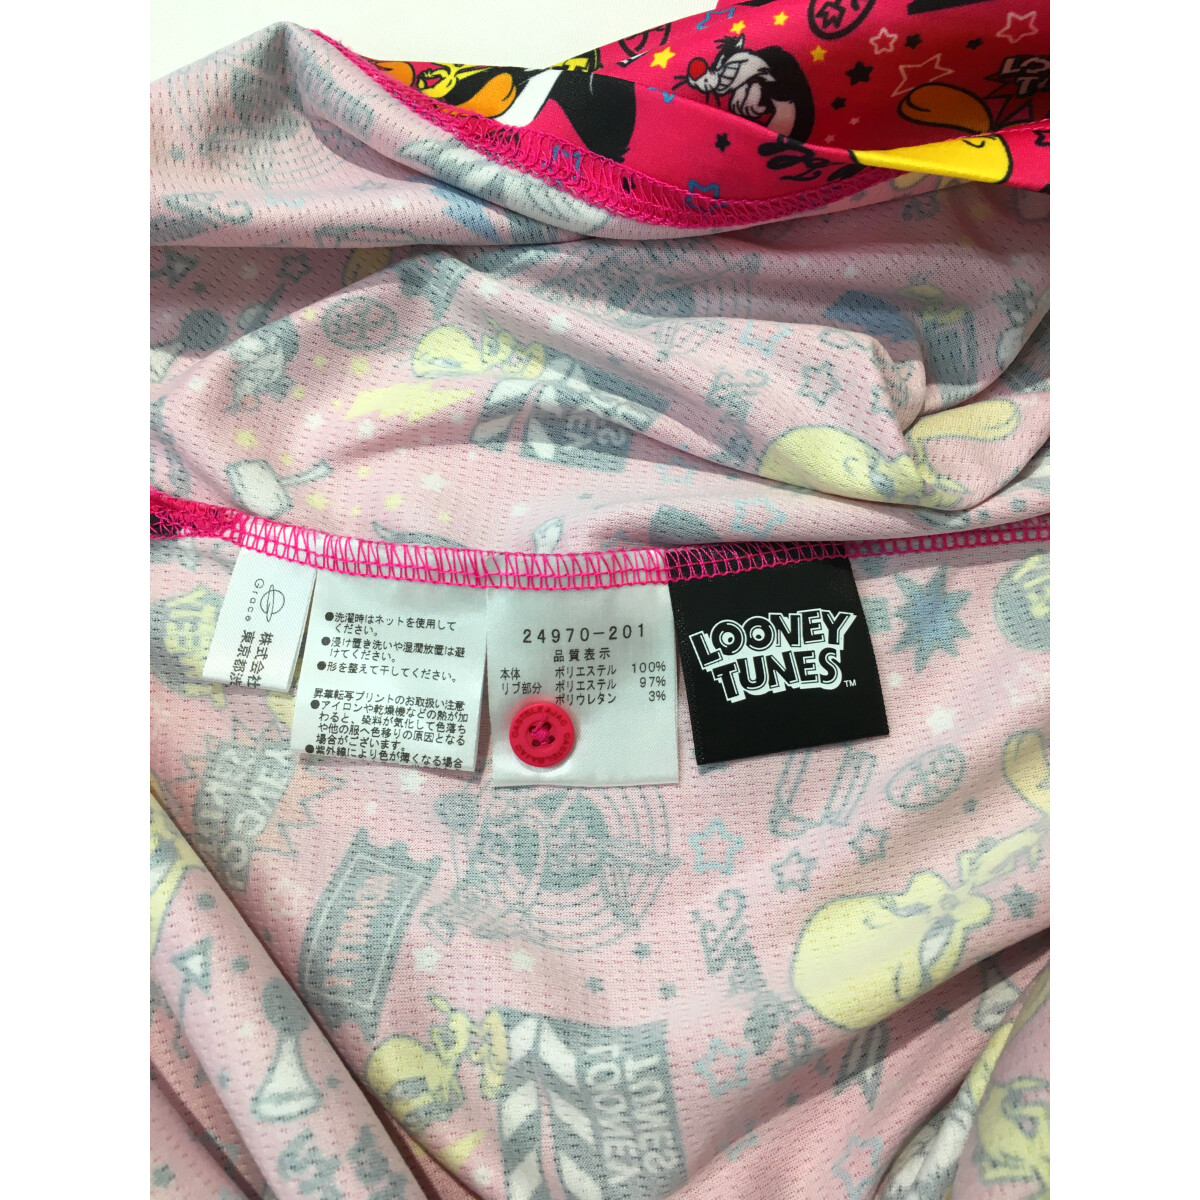 Grace
株式会社
東京都渋
●洗濯時はネットを使用して
ください。
●浸け置き洗いや湿潤放置は避
けてください。
●形を整えて干してください。
昇華転写プリントのお取扱い注意
●アイロンや乾燥機などの熱が加
わると、染料が気化して色落ち
や他の服へ色移りの原因となる
場合がございます。
●紫外線により色が薄くなる場合
24970-201
品質表示
本体 ポリエステル 100%
リブ部分 ポリエステル 97%
ポリウレタン 3%
CASTELBAJAC CASTELBAJAC
LOONEY
TUNES
™